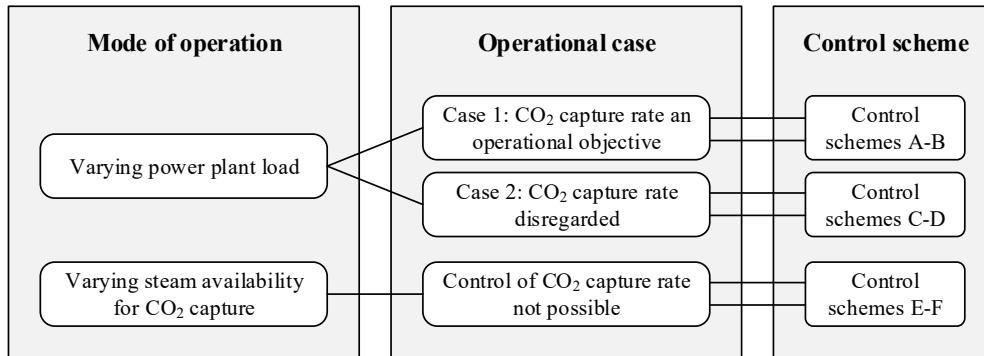 Mode of operation
Varying power plant load
Varying steam availability
for CO₂ capture
Operational case
Case 1: CO₂ capture rate an
operational objective
Case 2: CO₂ capture rate
disregarded
Control of CO₂ capture rate
not possible
Control scheme
Control
schemes A-B
Control
schemes C-D
Control
schemes E-F